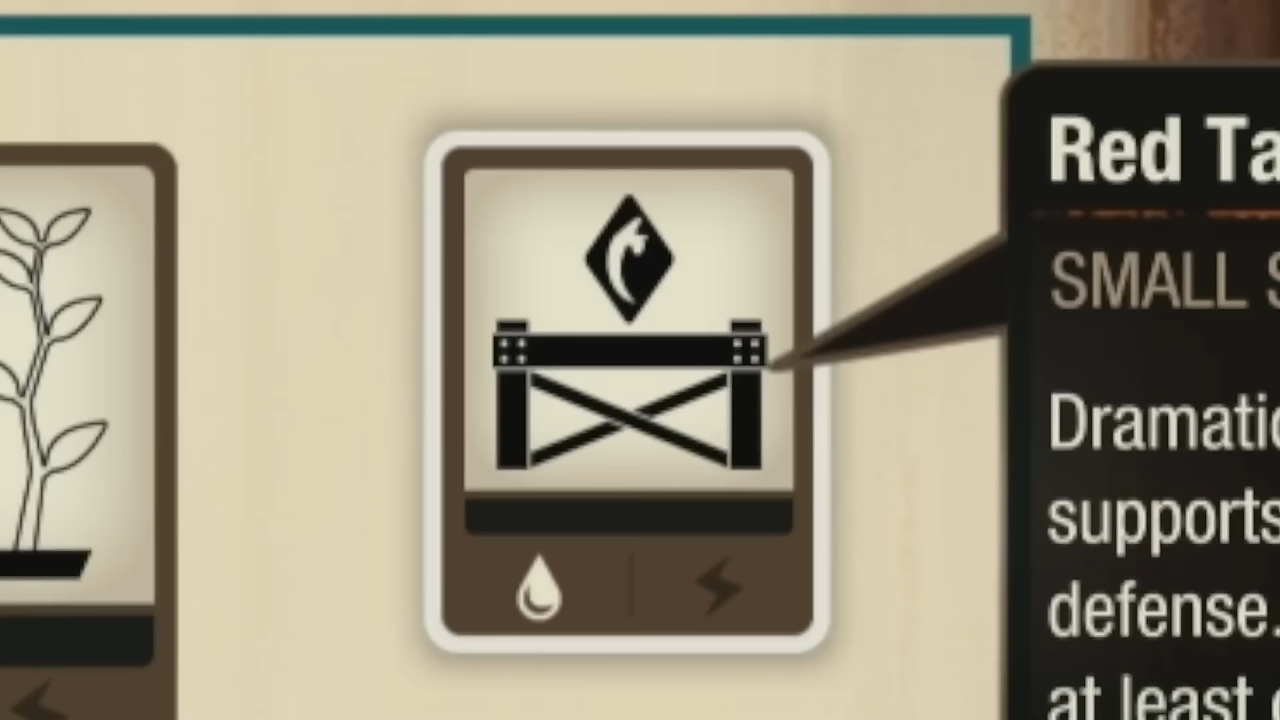 Red Ta
SMALL S
Dramatic
supports
defense.
at least